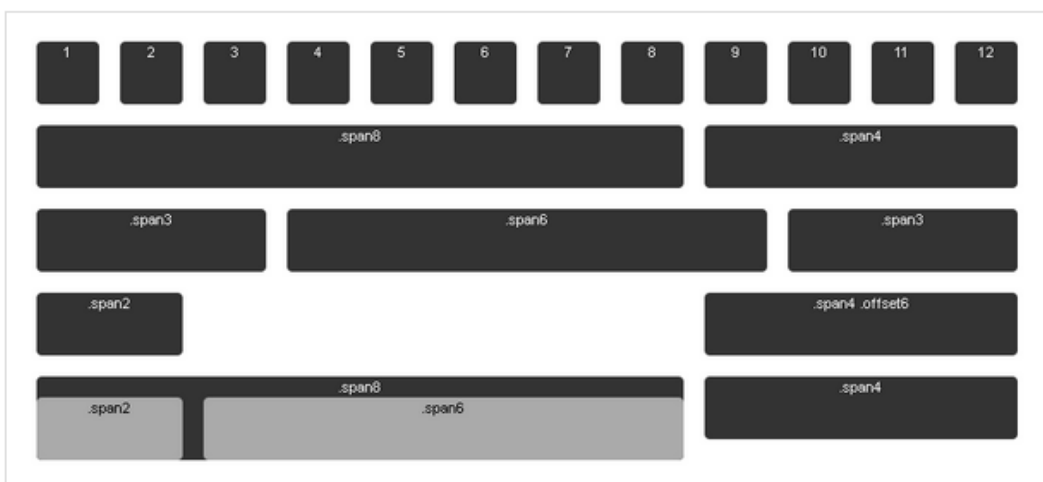 1 2 3 4 5 6 7 8 9 10 11 12
.span8 .span4
.span3 .span6 .span3
.span2 .span4 .offset6
.span8 .span4
.span2 .span6